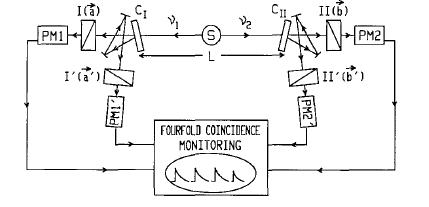 I(a⃗) C_I C_II II(b⃗)
PM1 ν₁ S ν₂ PM2
L
I'(a⃗') II'(b⃗')
PM1' PM2'
FOURFOLD COINCIDENCE
MONITORING